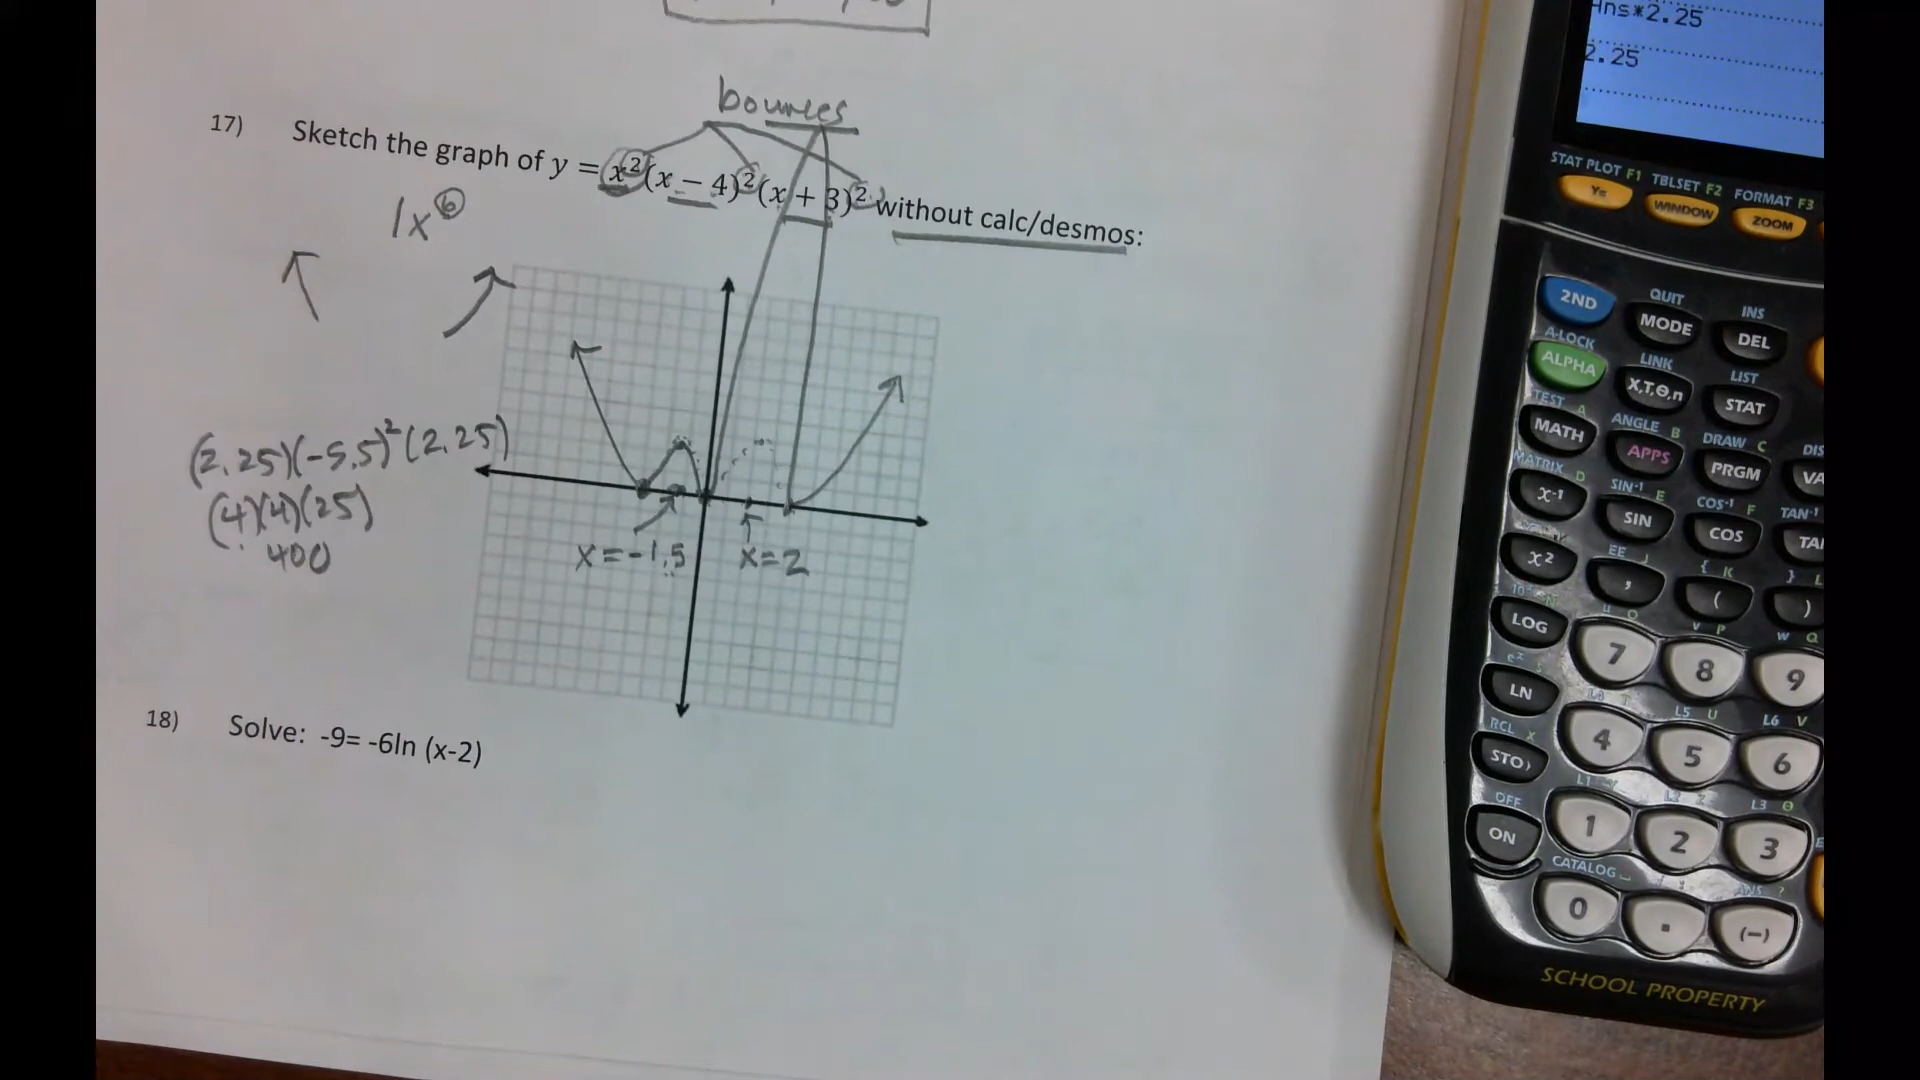 bounces
17) Sketch the graph of y = x²(x − 4)²(x + 3)² without calc/desmos:
1x⁶
(2.25)(-5.5)²(2.25)
(4)(4)(25)
400
x=-1.5
x=2
18) Solve: -9= -6ln (x-2)
Ans*2.25
2.25
STAT PLOT F1 TBLSET F2 FORMAT F3
Y= WINDOW ZOOM
QUIT INS
2ND MODE DEL
A-LOCK LINK LIST
ALPHA X,T,Θ,n STAT
TEST A ANGLE B DRAW C DIS
MATH APPS PRGM VA
MATRIX D SIN⁻¹ E COS⁻¹ F TAN⁻¹
x⁻¹ SIN COS TAN
EE J { K } L
x² , ( )
LOG 7 8 9
LN 4 5 6
RCL X L1 Y L2 Z L3 Θ
STO› 1 2 3
OFF CATALOG ANS ?
ON 0 . (−)
SCHOOL PROPERTY